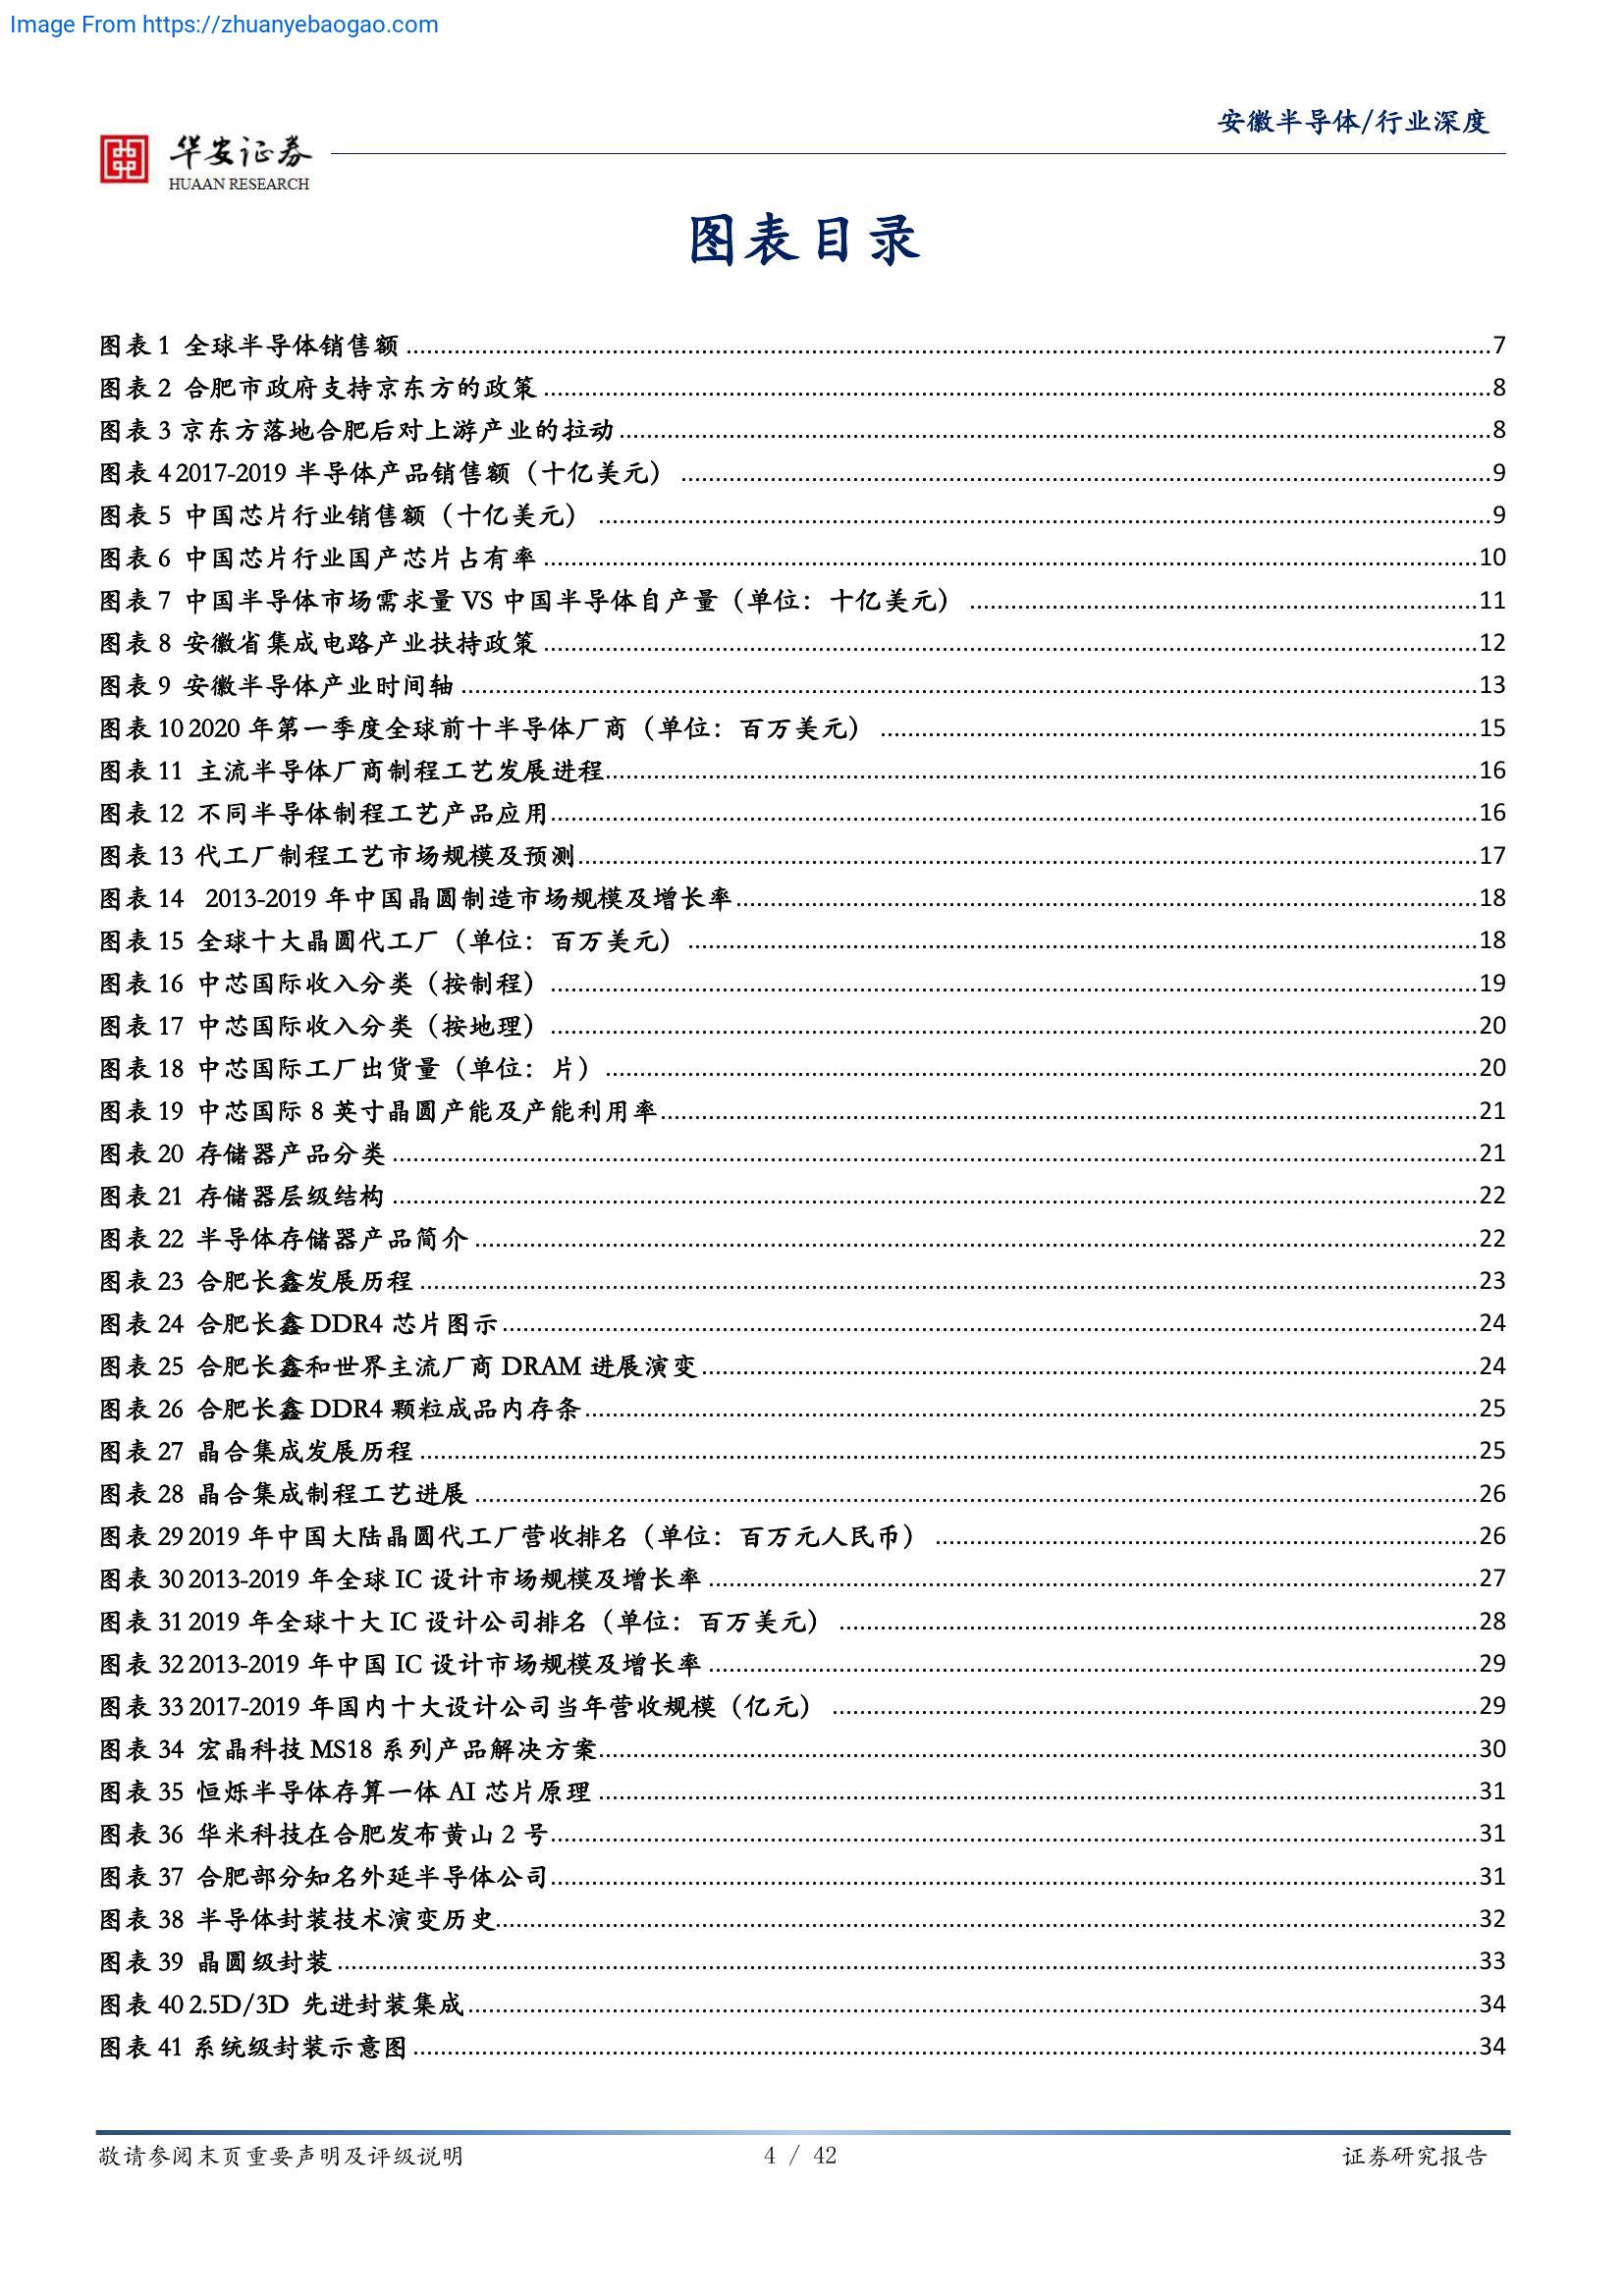 Image From https://zhuanyebaogao.com
安徽半导体/行业深度
华安证券
HUAAN RESEARCH
图表目录
图表 1 全球半导体销售额 7
图表 2 合肥市政府支持京东方的政策 8
图表 3 京东方落地合肥后对上游产业的拉动 8
图表 4 2017-2019 半导体产品销售额（十亿美元） 9
图表 5 中国芯片行业销售额（十亿美元） 9
图表 6 中国芯片行业国产芯片占有率 10
图表 7 中国半导体市场需求量 VS 中国半导体自产量（单位：十亿美元） 11
图表 8 安徽省集成电路产业扶持政策 12
图表 9 安徽半导体产业时间轴 13
图表 10 2020 年第一季度全球前十半导体厂商（单位：百万美元） 15
图表 11 主流半导体厂商制程工艺发展进程 16
图表 12 不同半导体制程工艺产品应用 16
图表 13 代工厂制程工艺市场规模及预测 17
图表 14 2013-2019 年中国晶圆制造市场规模及增长率 18
图表 15 全球十大晶圆代工厂（单位：百万美元） 18
图表 16 中芯国际收入分类（按制程） 19
图表 17 中芯国际收入分类（按地理） 20
图表 18 中芯国际工厂出货量（单位：片） 20
图表 19 中芯国际 8 英寸晶圆产能及产能利用率 21
图表 20 存储器产品分类 21
图表 21 存储器层级结构 22
图表 22 半导体存储器产品简介 22
图表 23 合肥长鑫发展历程 23
图表 24 合肥长鑫 DDR4 芯片图示 24
图表 25 合肥长鑫和世界主流厂商 DRAM 进展演变 24
图表 26 合肥长鑫 DDR4 颗粒成品内存条 25
图表 27 晶合集成发展历程 25
图表 28 晶合集成制程工艺进展 26
图表 29 2019 年中国大陆晶圆代工厂营收排名（单位：百万元人民币） 26
图表 30 2013-2019 年全球 IC 设计市场规模及增长率 27
图表 31 2019 年全球十大 IC 设计公司排名（单位：百万美元） 28
图表 32 2013-2019 年中国 IC 设计市场规模及增长率 29
图表 33 2017-2019 年国内十大设计公司当年营收规模（亿元） 29
图表 34 宏晶科技 MS18 系列产品解决方案 30
图表 35 恒烁半导体存算一体 AI 芯片原理 31
图表 36 华米科技在合肥发布黄山 2 号 31
图表 37 合肥部分知名外延半导体公司 31
图表 38 半导体封装技术演变历史 32
图表 39 晶圆级封装 33
图表 40 2.5D/3D 先进封装集成 34
图表 41 系统级封装示意图 34
敬请参阅末页重要声明及评级说明
4 / 42
证券研究报告